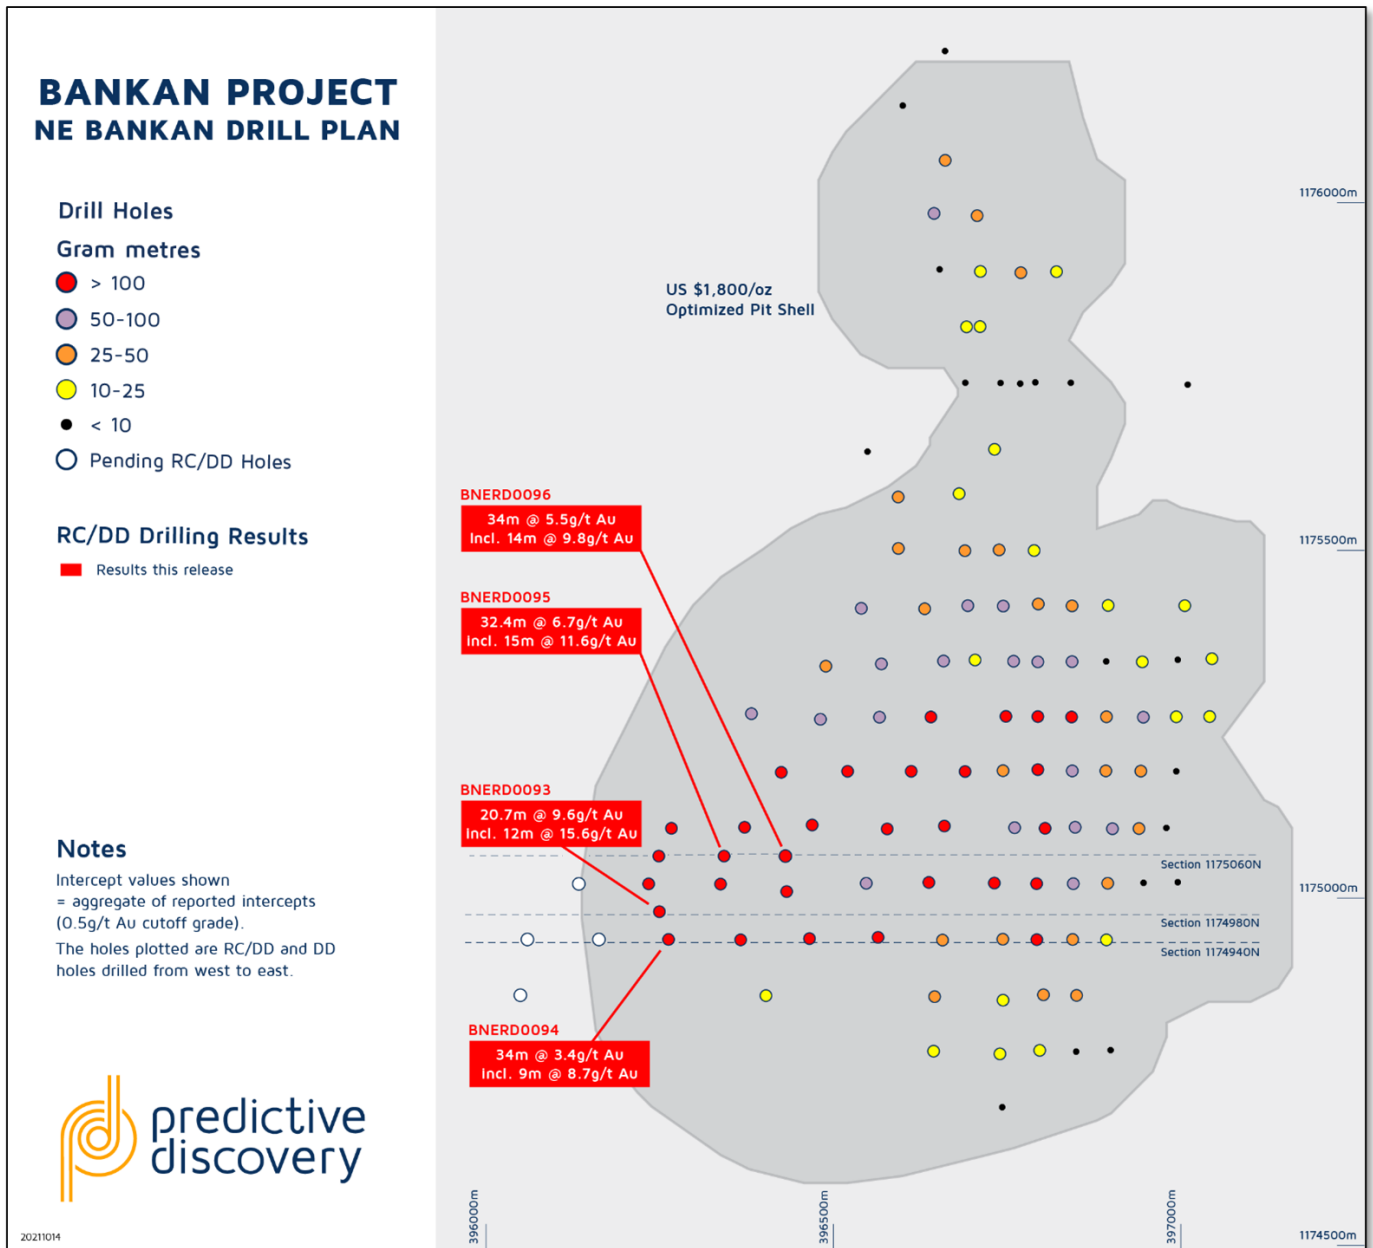 BANKAN PROJECT
NE BANKAN DRILL PLAN
Drill Holes
Gram metres
> 100
50-100
25-50
10-25
< 10
Pending RC/DD Holes
RC/DD Drilling Results
Results this release
Notes
Intercept values shown
= aggregate of reported intercepts
(0.5g/t Au cutoff grade).
The holes plotted are RC/DD and DD
holes drilled from west to east.
predictive
discovery
20211014
US $1,800/oz
Optimized Pit Shell
BNERD0096
34m @ 5.5g/t Au
Incl. 14m @ 9.8g/t Au
BNERD0095
32.4m @ 6.7g/t Au
incl. 15m @ 11.6g/t Au
BNERD0093
20.7m @ 9.6g/t Au
incl. 12m @ 15.6g/t Au
BNERD0094
34m @ 3.4g/t Au
incl. 9m @ 8.7g/t Au
1176000m
1175500m
Section 1175060N
1175000m
Section 1174980N
Section 1174940N
1174500m
396000m
396500m
397000m